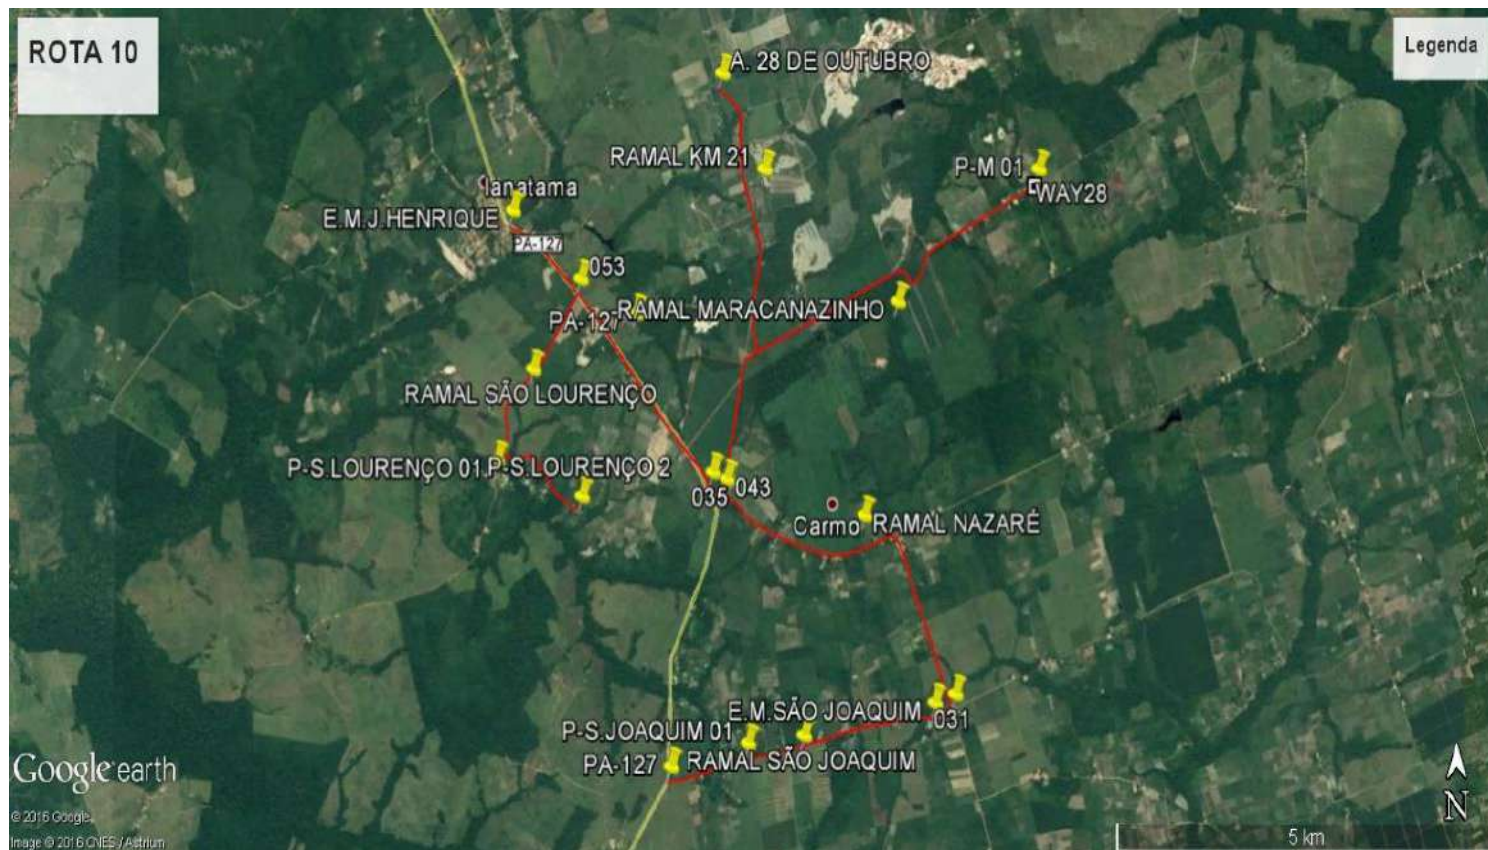 ROTA 10
Legenda
A. 28 DE OUTUBRO
RAMAL KM 21
P-M 01
WAY28
Ianatama
E.M.J.HENRIQUE
PA-127
053
RAMAL MARACANAZINHO
PA-127
RAMAL SÃO LOURENÇO
P-S.LOURENÇO 01
P-S.LOURENÇO 2
035
043
Carmo
RAMAL NAZARÉ
E.M.SÃO JOAQUIM
031
P-S.JOAQUIM 01
PA-127
RAMAL SÃO JOAQUIM
Google earth
© 2016 Google
Image © 2016 CNES / Astrium
5 km
N